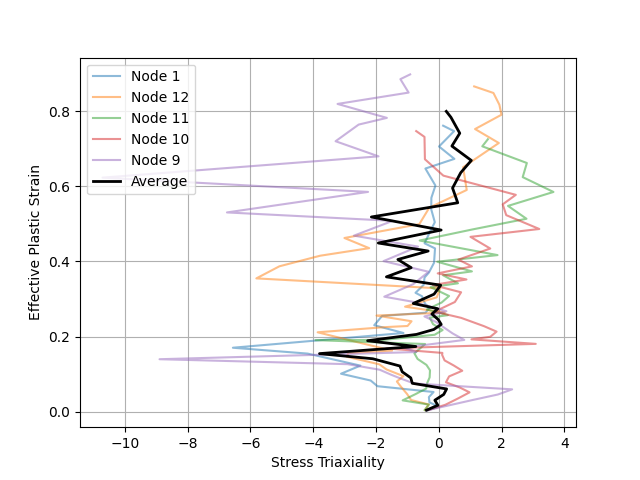 Node 1
Node 12
Node 11
Node 10
Node 9
Average
0.8
0.6
0.4
0.2
0.0
−10
−8
−6
−4
−2
0
2
4
Effective Plastic Strain
Stress Triaxiality